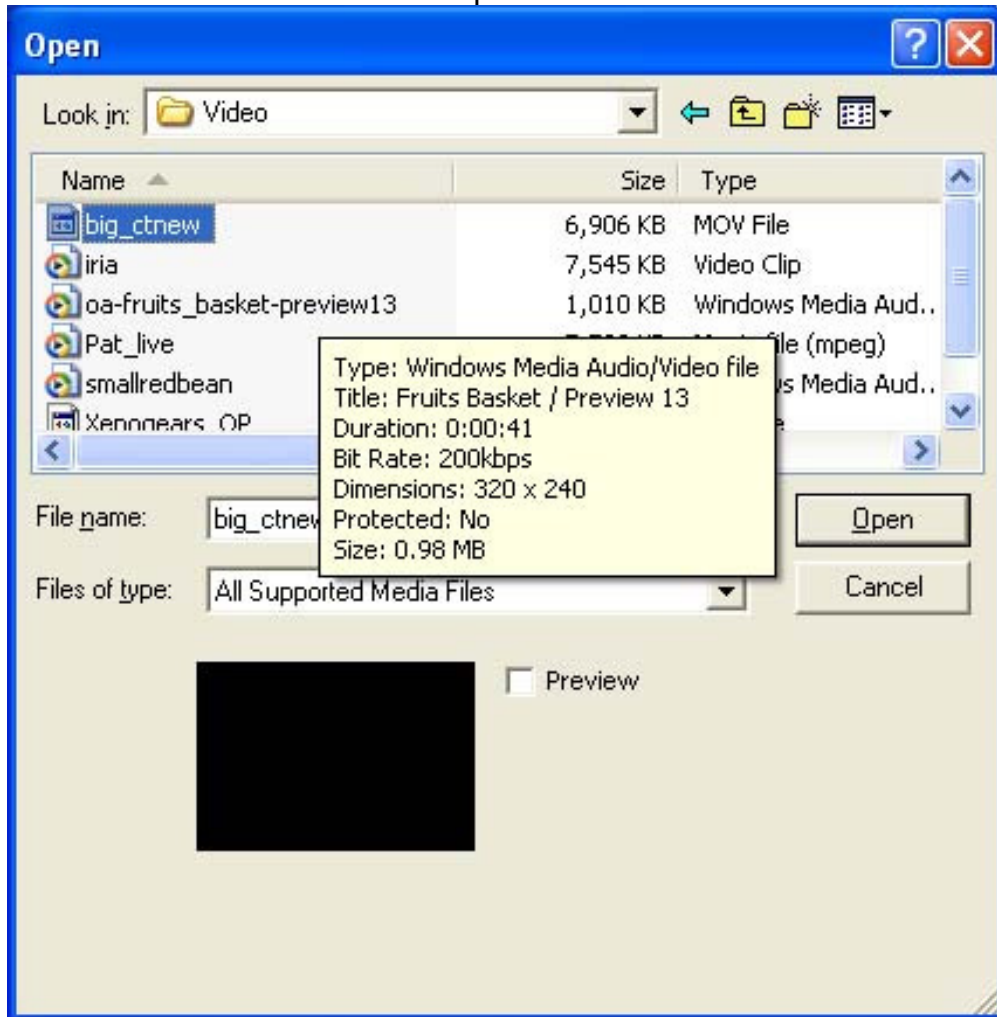 Open
Look in: Video
Name Size Type
big_ctnew 6,906 KB MOV File
iria 7,545 KB Video Clip
oa-fruits_basket-preview13 1,010 KB Windows Media Aud..
Pat_live file (mpeg)
smallredbean s Media Aud..
Xenogears_OP
Type: Windows Media Audio/Video file
Title: Fruits Basket / Preview 13
Duration: 0:00:41
Bit Rate: 200kbps
Dimensions: 320 x 240
Protected: No
Size: 0.98 MB
File name: big_ctnew Open
Files of type: All Supported Media Files Cancel
Preview